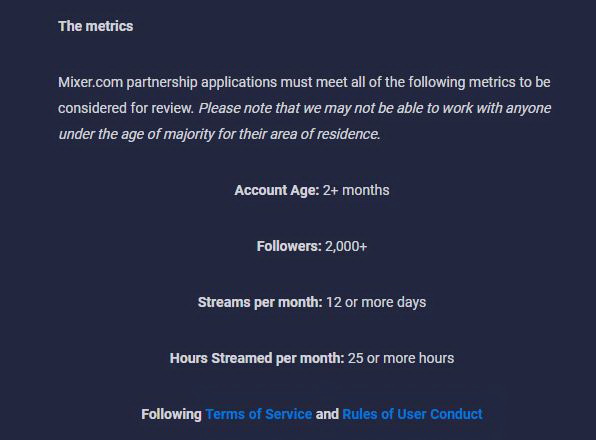 The metrics
Mixer.com partnership applications must meet all of the following metrics to be
considered for review. Please note that we may not be able to work with anyone
under the age of majority for their area of residence.
Account Age: 2+ months
Followers: 2,000+
Streams per month: 12 or more days
Hours Streamed per month: 25 or more hours
Following Terms of Service and Rules of User Conduct